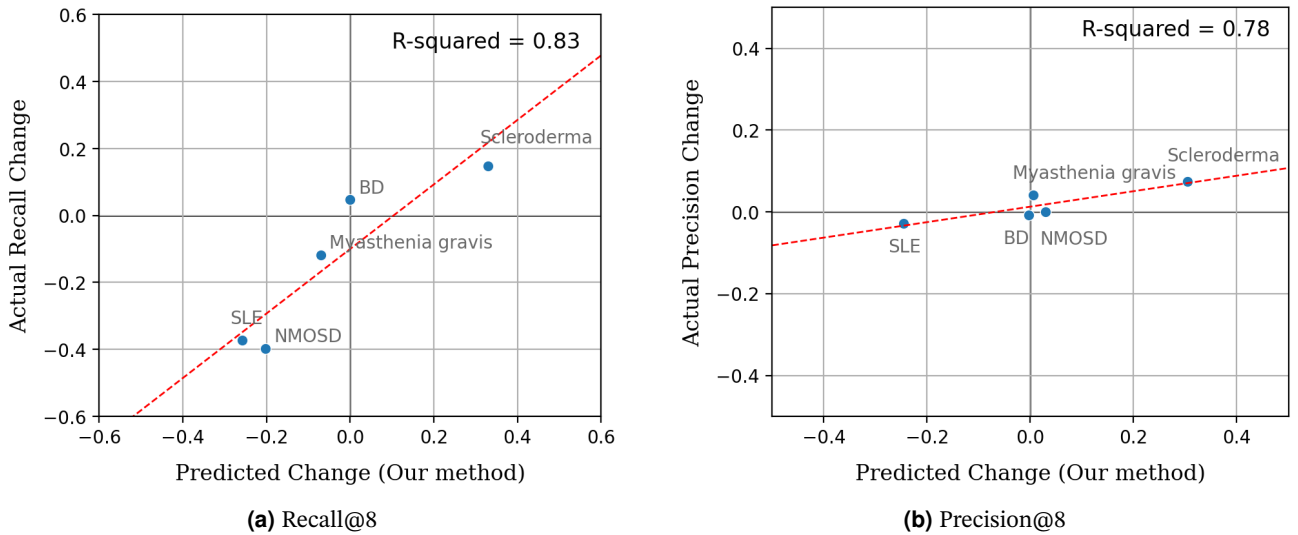 R-squared = 0.83
Actual Recall Change
0.6
0.4
0.2
0.0
−0.2
−0.4
−0.6
Scleroderma
BD
Myasthenia gravis
SLE
NMOSD
−0.6 −0.4 −0.2 0.0 0.2 0.4 0.6
Predicted Change (Our method)
(a) Recall@8
R-squared = 0.78
Actual Precision Change
0.4
0.2
0.0
−0.2
−0.4
Scleroderma
Myasthenia gravis
SLE
BD
NMOSD
−0.4 −0.2 0.0 0.2 0.4
Predicted Change (Our method)
(b) Precision@8